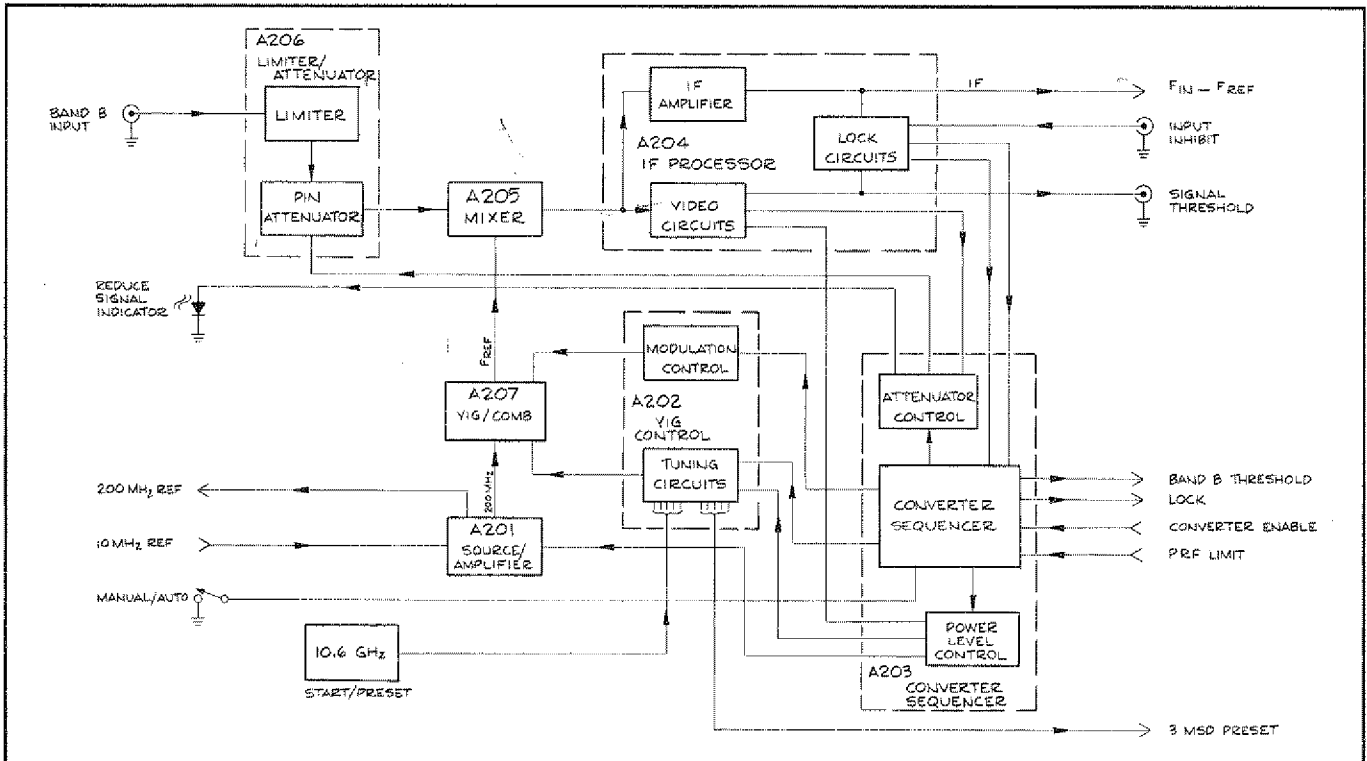 A206
LIMITER/
ATTENUATOR
BAND B
INPUT
LIMITER
PIN
ATTENUATOR
A205
MIXER
IF
AMPLIFIER
A204
IF PROCESSOR
LOCK
CIRCUITS
VIDEO
CIRCUITS
IF
FIN – FREF
INPUT
INHIBIT
SIGNAL
THRESHOLD
REDUCE
SIGNAL
INDICATOR
FREF
MODULATION
CONTROL
A207
YIG/COMB
A202
YIG
CONTROL
TUNING
CIRCUITS
ATTENUATOR
CONTROL
200 MHz REF
200 MHz
10 MHz REF
A201
SOURCE/
AMPLIFIER
CONVERTER
SEQUENCER
BAND B THRESHOLD
LOCK
CONVERTER ENABLE
PRF LIMIT
MANUAL/AUTO
10.6 GHz
START/PRESET
POWER
LEVEL
CONTROL
A203
CONVERTER
SEQUENCER
3 MSD PRESET